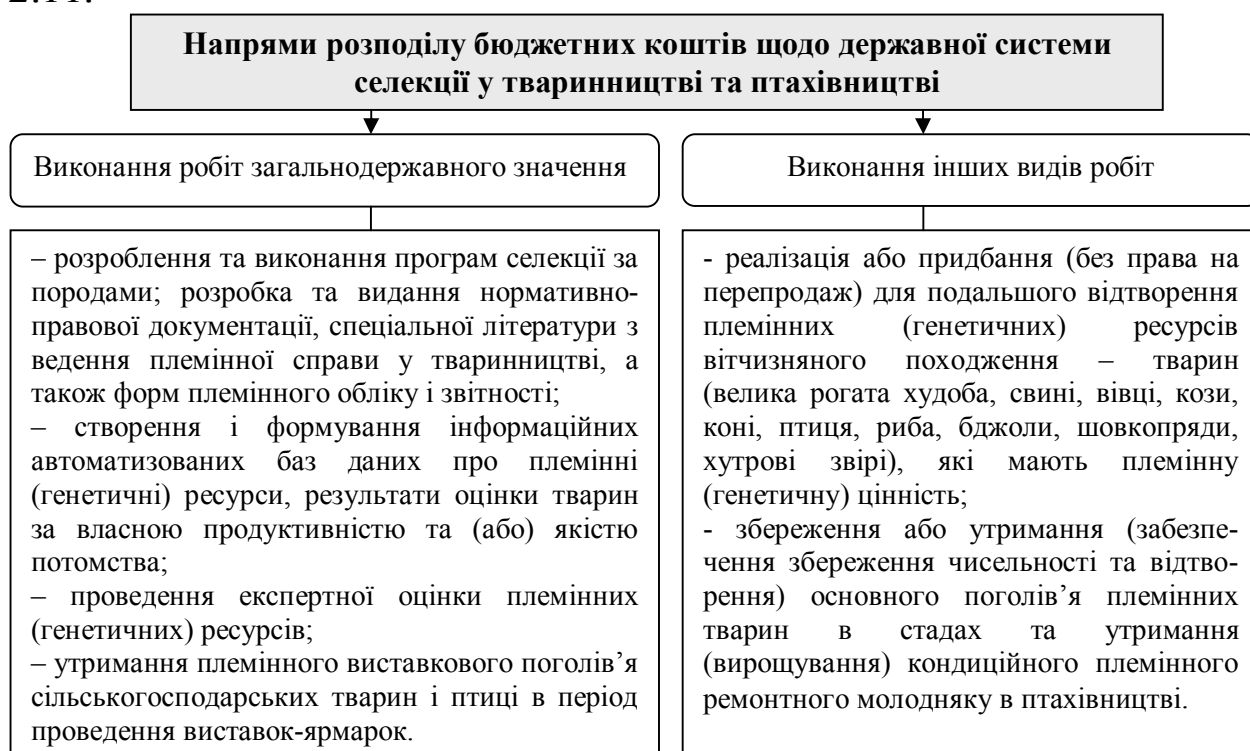 2.11.
Напрями розподілу бюджетних коштів щодо державної системи
селекції у тваринництві та птахівництві
Виконання робіт загальнодержавного значення
– розроблення та виконання програм селекції за
породами; розробка та видання нормативно-
правової документації, спеціальної літератури з
ведення племінної справи у тваринництві, а
також форм племінного обліку і звітності;
– створення і формування інформаційних
автоматизованих баз даних про племінні
(генетичні) ресурси, результати оцінки тварин
за власною продуктивністю та (або) якістю
потомства;
– проведення експертної оцінки племінних
(генетичних) ресурсів;
– утримання племінного виставкового поголів’я
сільськогосподарських тварин і птиці в період
проведення виставок-ярмарок.
Виконання інших видів робіт
- реалізація або придбання (без права на
перепродаж) для подальшого відтворення
племінних (генетичних) ресурсів
вітчизняного походження – тварин
(велика рогата худоба, свині, вівці, кози,
коні, птиця, риба, бджоли, шовкопряди,
хутрові звірі), які мають племінну
(генетичну) цінність;
- збереження або утримання (забезпе-
чення збереження чисельності та відтво-
рення) основного поголів’я племінних
тварин в стадах та утримання
(вирощування) кондиційного племінного
ремонтного молодняку в птахівництві.